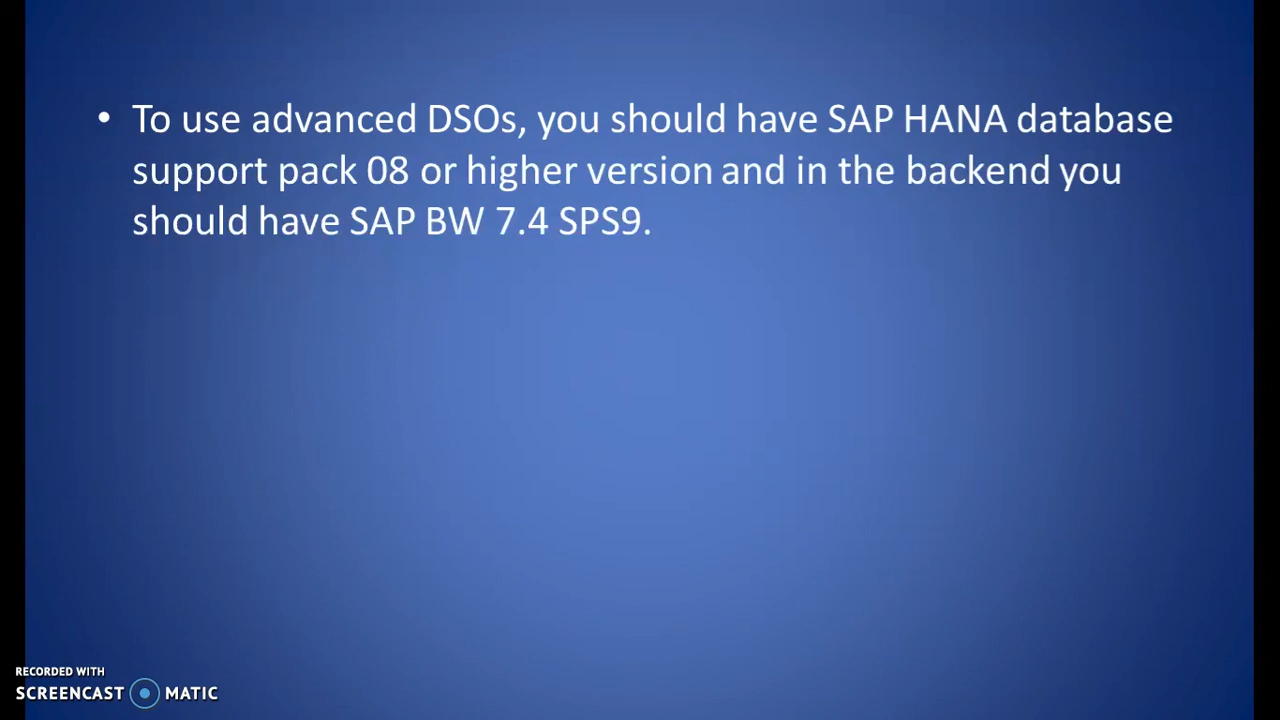 • To use advanced DSOs, you should have SAP HANA database
support pack 08 or higher version and in the backend you
should have SAP BW 7.4 SPS9.
RECORDED WITH
SCREENCAST MATIC